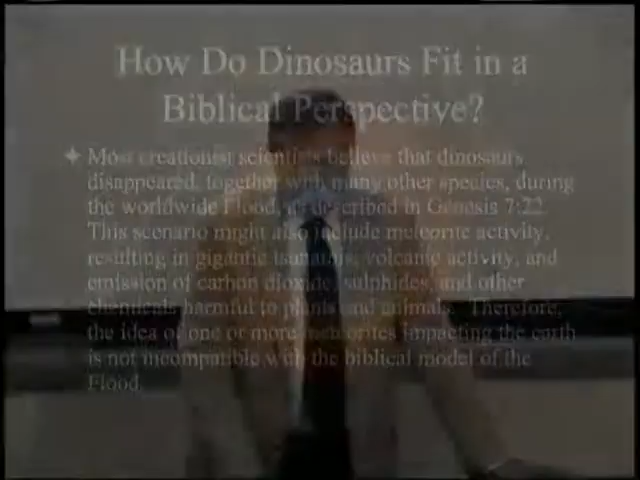 How Do Dinosaurs Fit in a
Biblical Perspective?
Most creationist scientists believe that dinosaurs
disappeared, together with many other species, during
the worldwide Flood, as described in Genesis 7:22.
This scenario might also include meteorite activity,
resulting in gigantic tsunamis, volcanic activity, and
emission of carbon dioxide, sulphides, and other
chemicals harmful to plants and animals. Therefore,
the idea of one or more meteorites impacting the earth
is not incompatible with the biblical model of the
Flood.